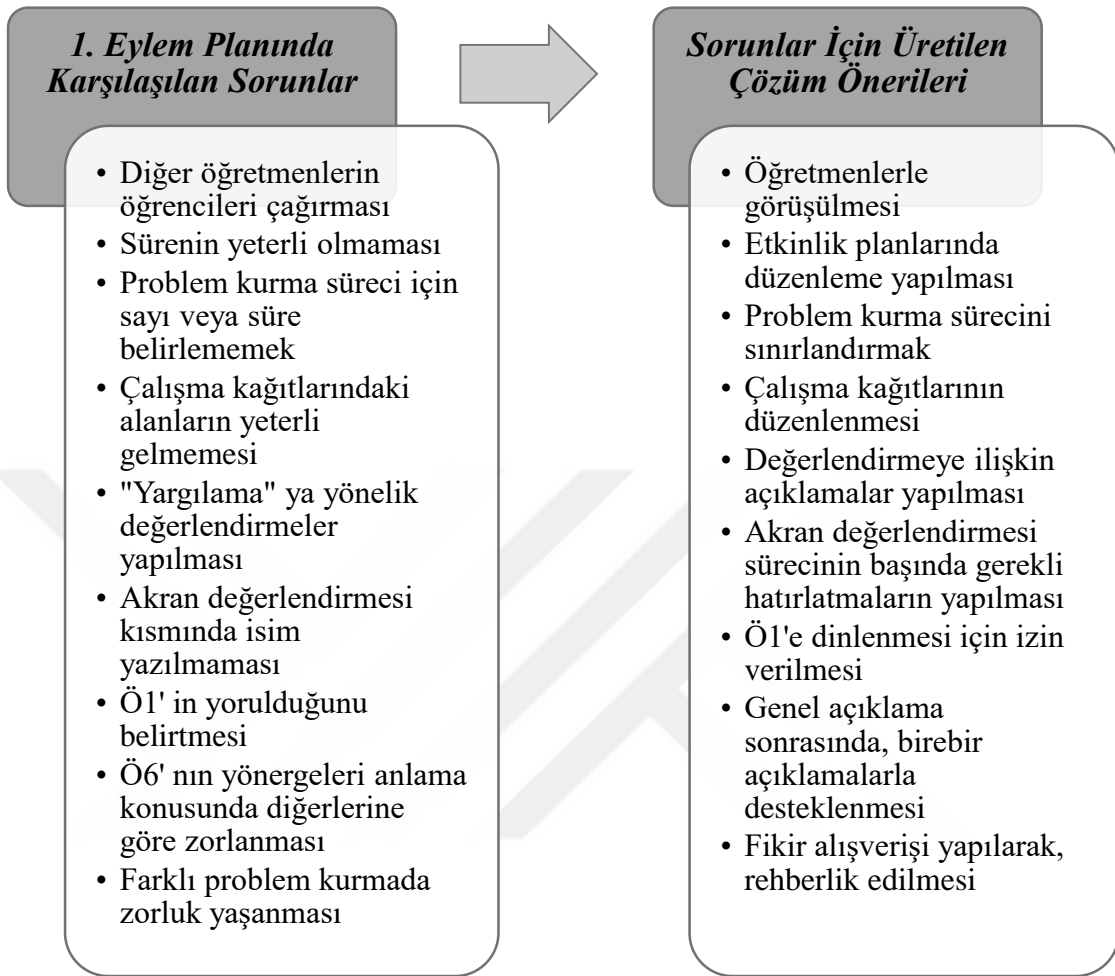 1. Eylem Planında
Karşılaşılan Sorunlar
• Diğer öğretmenlerin
öğrencileri çağırması
• Sürenin yeterli olmaması
• Problem kurma süreci için
sayı veya süre
belirlememek
• Çalışma kağıtlarındaki
alanların yeterli
gelmemesi
• "Yargılama" ya yönelik
değerlendirmeler
yapılması
• Akran değerlendirmesi
kısmında isim
yazılmaması
• Ö1' in yorulduğunu
belirtmesi
• Ö6' nın yönergeleri anlama
konusunda diğerlerine
göre zorlanması
• Farklı problem kurmada
zorluk yaşanması
Sorunlar İçin Üretilen
Çözüm Önerileri
• Öğretmenlerle
görüşülmesi
• Etkinlik planlarında
düzenleme yapılması
• Problem kurma sürecini
sınırlandırmak
• Çalışma kağıtlarının
düzenlenmesi
• Değerlendirmeye ilişkin
açıklamalar yapılması
• Akran değerlendirmesi
sürecinin başında gerekli
hatırlatmaların yapılması
• Ö1'e dinlenmesi için izin
verilmesi
• Genel açıklama
sonrasında, birebir
açıklamalarla
desteklenmesi
• Fikir alışverişi yapılarak,
rehberlik edilmesi